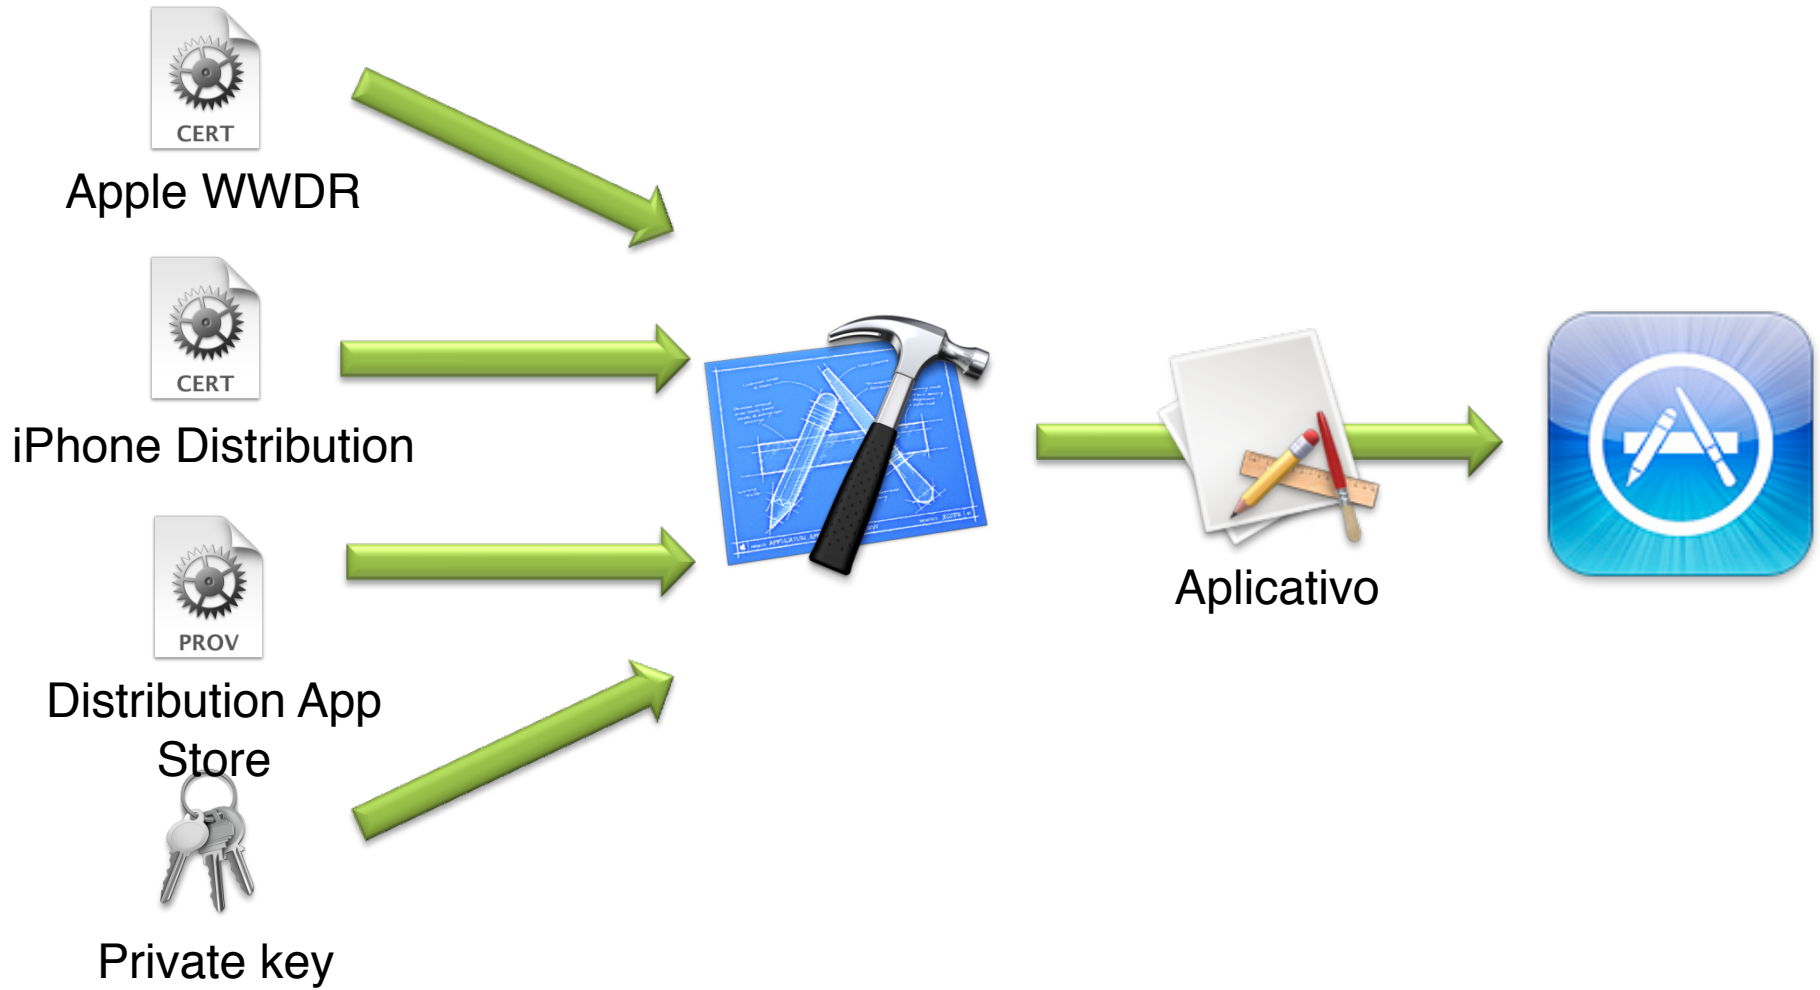 CERT
Apple WWDR
CERT
iPhone Distribution
PROV
Distribution App
Store
Private key
Aplicativo